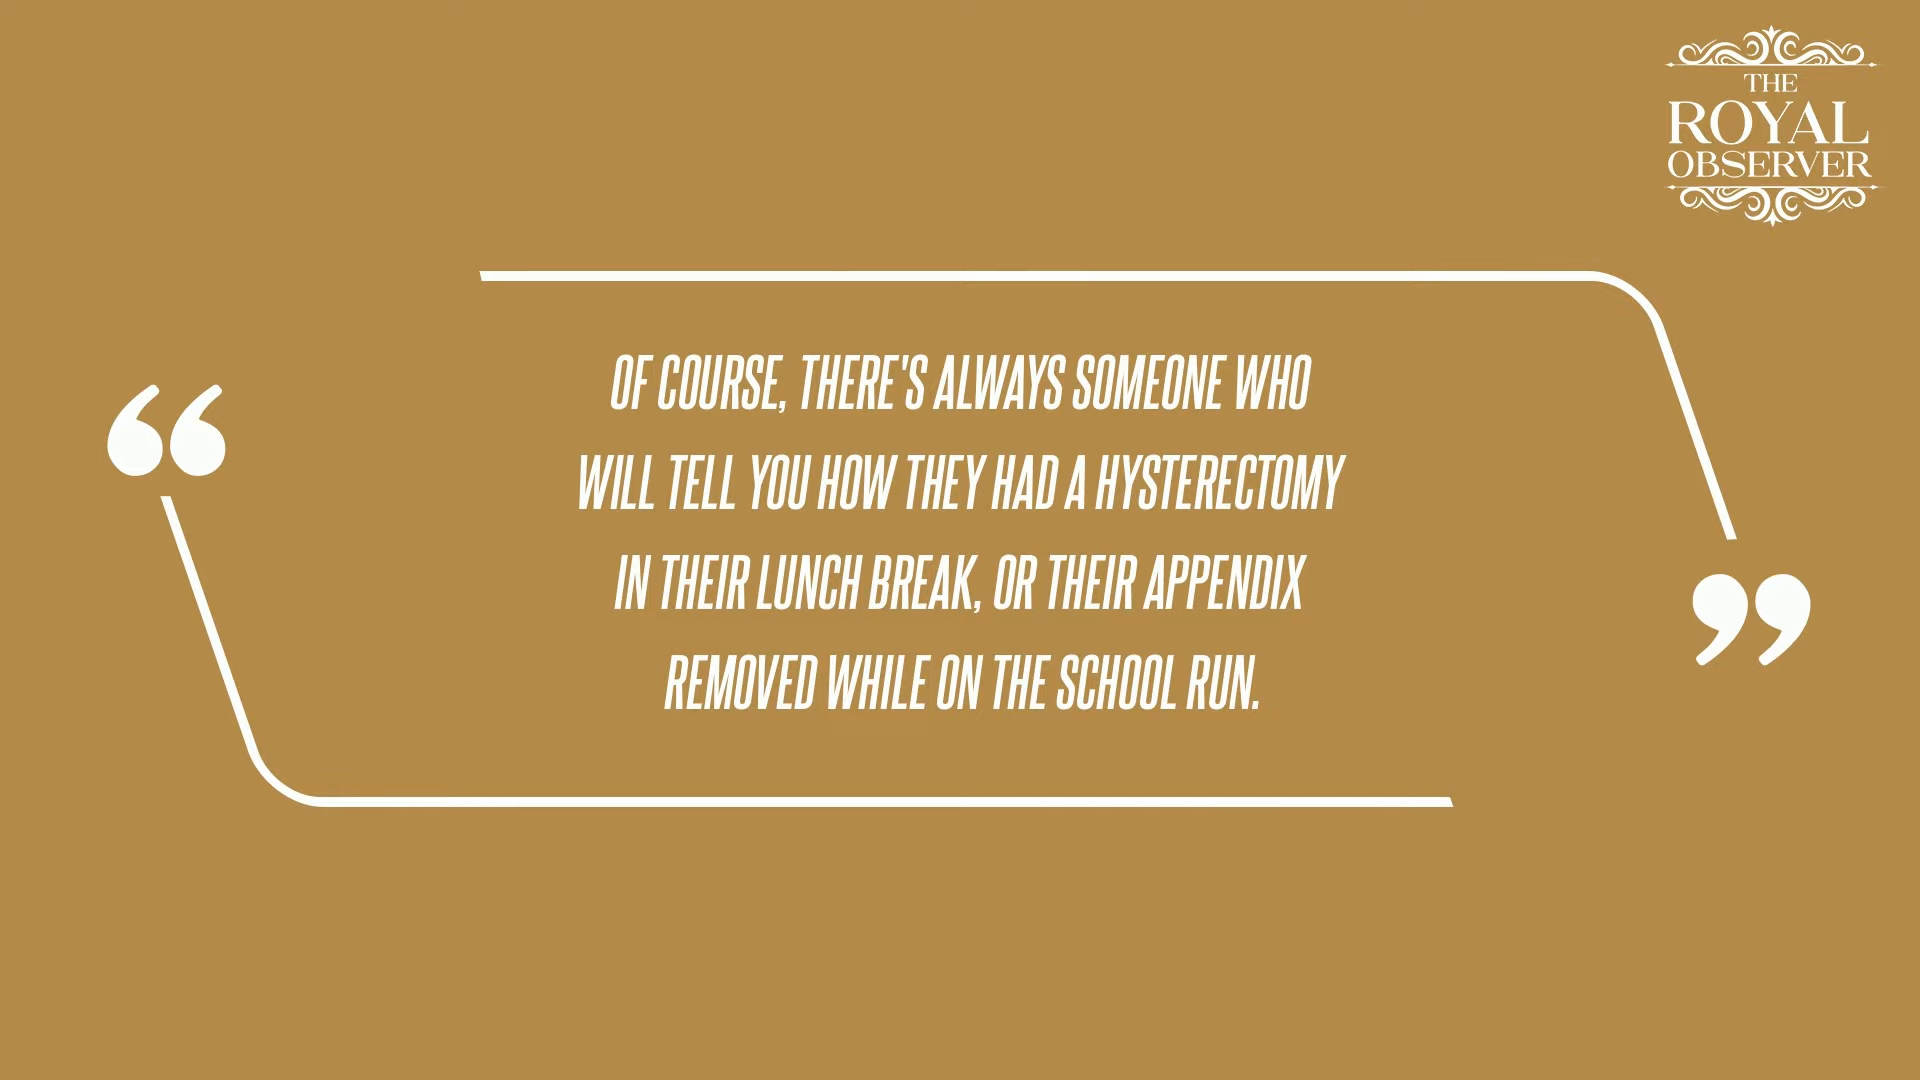 THE
ROYAL
OBSERVER
“
OF COURSE, THERE'S ALWAYS SOMEONE WHO
WILL TELL YOU HOW THEY HAD A HYSTERECTOMY
IN THEIR LUNCH BREAK, OR THEIR APPENDIX
REMOVED WHILE ON THE SCHOOL RUN.
”